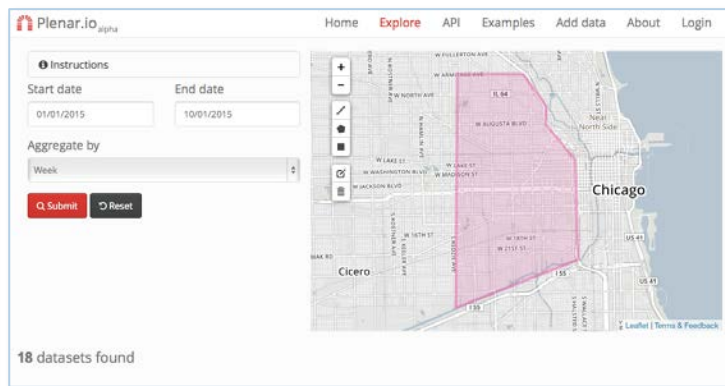 Plenar.io alpha
Home Explore API Examples Add data About Login
Instructions
Start date End date
01/01/2015 10/01/2015
Aggregate by
Week
Submit Reset
18 datasets found
+
−
W FULLERTON AVE
W NORTH AVE
IL 64
N WELLS ST
W AUGUSTA BLVD
Near
North Side
W LAKE ST
W LAKE ST
W WASHINGTON BLVD
W MADISON ST
W JACKSON BLVD
Chicago
W 16TH ST
W 18TH ST
W 21ST ST
US 41
Cicero
I 55
US 41
I 55
Leaflet | Terms & Feedback